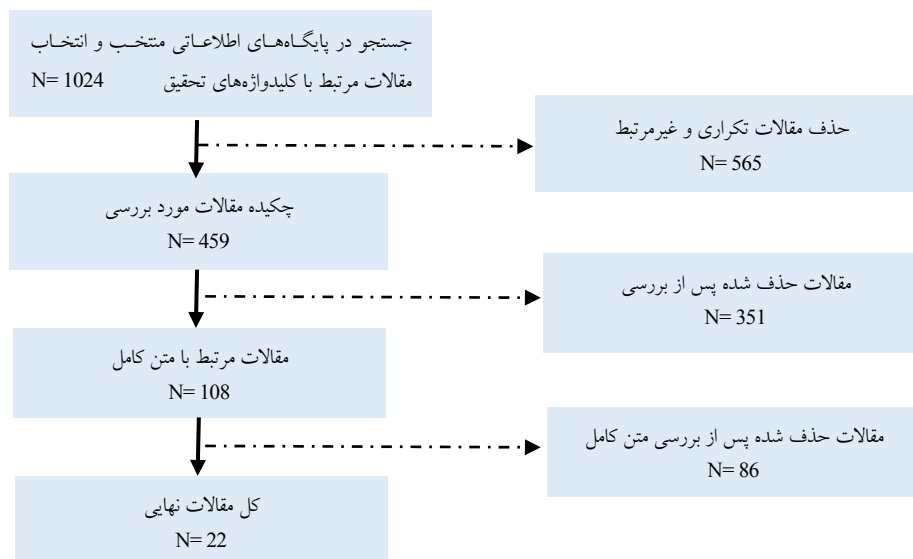 جستجو در پایگاه‌های اطلاعاتی منتخب و انتخاب
مقالات مرتبط با کلیدواژه‌های تحقیق N= 1024
حذف مقالات تکراری و غیرمرتبط
N= 565
چکیده مقالات مورد بررسی
N= 459
مقالات حذف شده پس از بررسی
N= 351
مقالات مرتبط با متن کامل
N= 108
مقالات حذف شده پس از بررسی متن کامل
N= 86
کل مقالات نهایی
N= 22